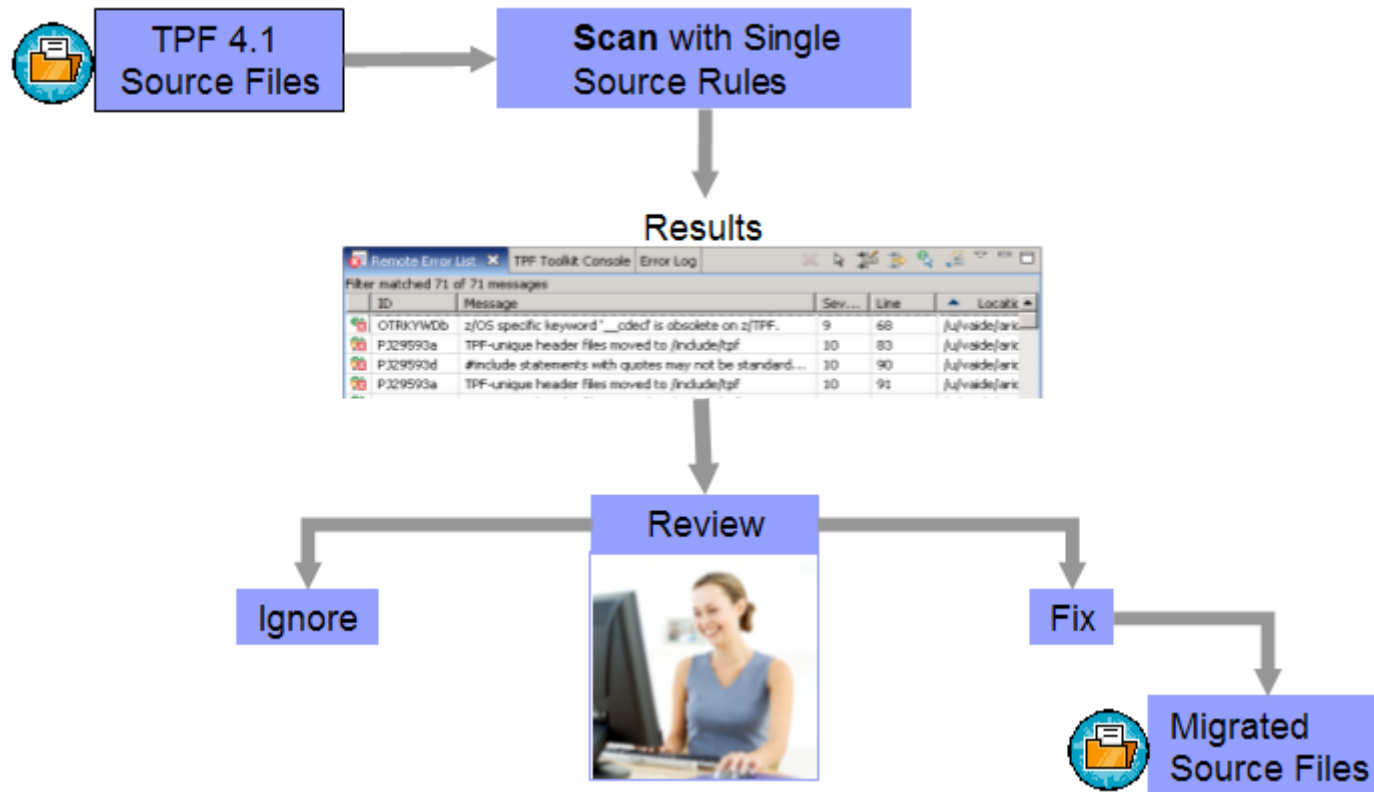 TPF 4.1
Source Files
Scan with Single
Source Rules
Results
Remote Error List TPF Toolkit Console Error Log
Filter matched 71 of 71 messages
ID Message Sev... Line Locatic
OTRKYWDb z/OS specific keyword '__cdecl' is obsolete on z/TPF. 9 68 /u/vaide/aric
PJ29593a TPF-unique header files moved to /include/tpf 10 83 /u/vaide/aric
PJ29593d #include statements with quotes may not be standard.... 10 90 /u/vaide/aric
PJ29593a TPF-unique header files moved to /include/tpf 10 91 /u/vaide/aric
Review
Ignore
Fix
Migrated
Source Files